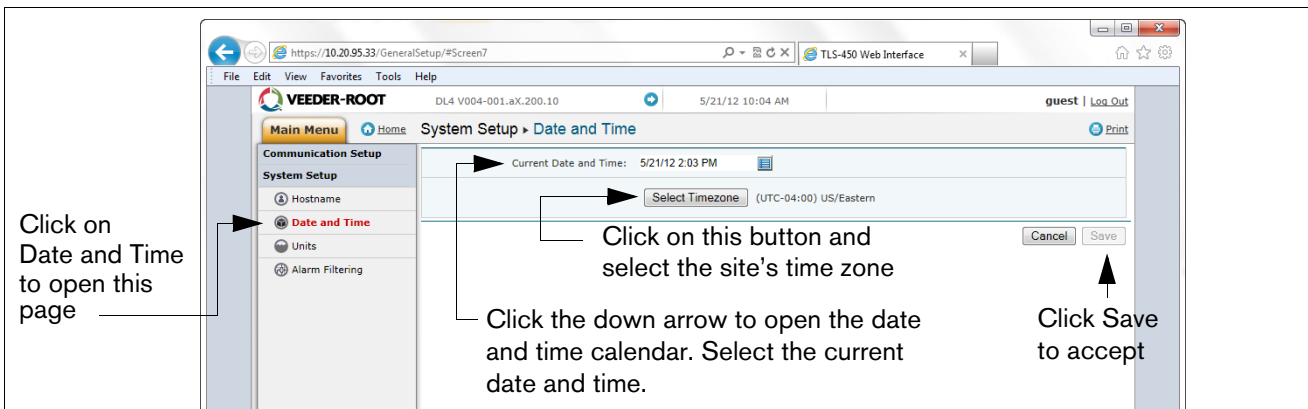 https://10.20.95.33/GeneralSetup/#Screen7
TLS-450 Web Interface
File Edit View Favorites Tools Help
VEEDER-ROOT
DL4 V004-001.aX.200.10
5/21/12 10:04 AM
guest | Log Out
Main Menu
Home
System Setup ▸ Date and Time
Print
Communication Setup
System Setup
Hostname
Date and Time
Units
Alarm Filtering
Current Date and Time: 5/21/12 2:03 PM
Select Timezone (UTC-04:00) US/Eastern
Cancel Save
Click on
Date and Time
to open this
page
Click on this button and
select the site's time zone
Click the down arrow to open the date
and time calendar. Select the current
date and time.
Click Save
to accept